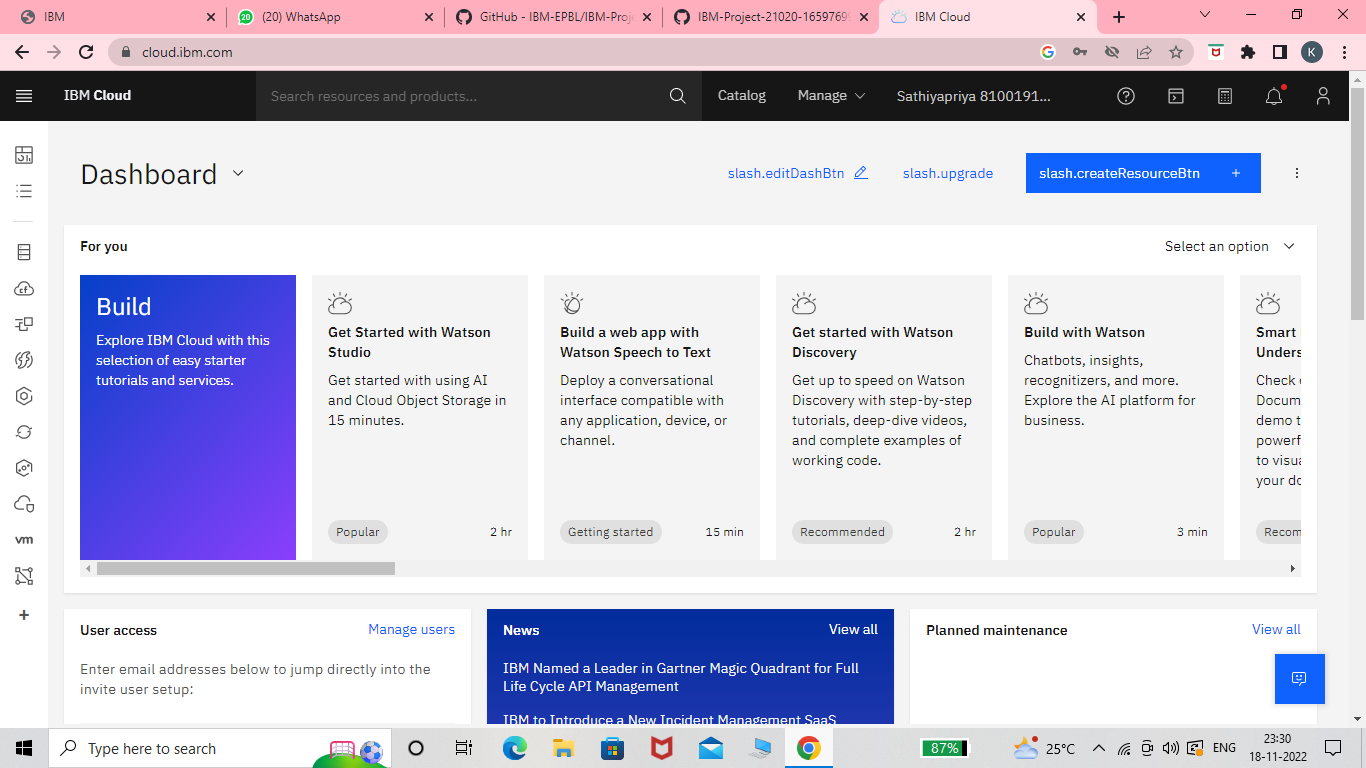 IBM
20
(20) WhatsApp
GitHub - IBM-EPBL/IBM-Proj
IBM-Project-21020-1659769
IBM Cloud
cloud.ibm.com
K
IBM Cloud
Search resources and products...
Catalog
Manage
Sathiyapriya 8100191...
Dashboard
slash.editDashBtn
slash.upgrade
slash.createResourceBtn +
For you
Select an option
Build
Explore IBM Cloud with this
selection of easy starter
tutorials and services.
Get Started with Watson
Studio
Get started with using AI
and Cloud Object Storage in
15 minutes.
Popular
2 hr
Build a web app with
Watson Speech to Text
Deploy a conversational
interface compatible with
any application, device, or
channel.
Getting started
15 min
Get started with Watson
Discovery
Get up to speed on Watson
Discovery with step-by-step
tutorials, deep-dive videos,
and complete examples of
working code.
Recommended
2 hr
Build with Watson
Chatbots, insights,
recognitizers, and more.
Explore the AI platform for
business.
Popular
3 min
Smart
Unders
Check
Docum
demo t
powerf
to visua
your do
Recom
cf
vm
User access
Manage users
Enter email addresses below to jump directly into the
invite user setup:
News
View all
IBM Named a Leader in Gartner Magic Quadrant for Full
Life Cycle API Management
IBM to Introduce a New Incident Management SaaS
Planned maintenance
View all
Type here to search
87%
25°C
ENG
23:30
18-11-2022